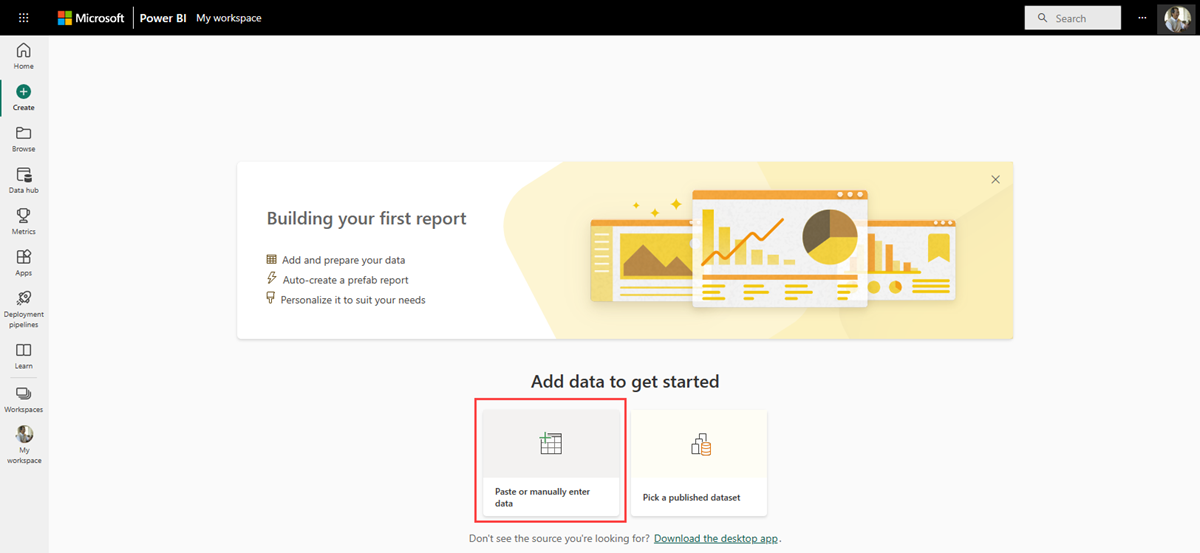 Microsoft Power BI My workspace
Search
Home
Create
Browse
Data hub
Metrics
Apps
Deployment
pipelines
Learn
Workspaces
My
workspace
Building your first report
Add and prepare your data
Auto-create a prefab report
Personalize it to suit your needs
Add data to get started
Paste or manually enter
data
Pick a published dataset
Don't see the source you're looking for? Download the desktop app.